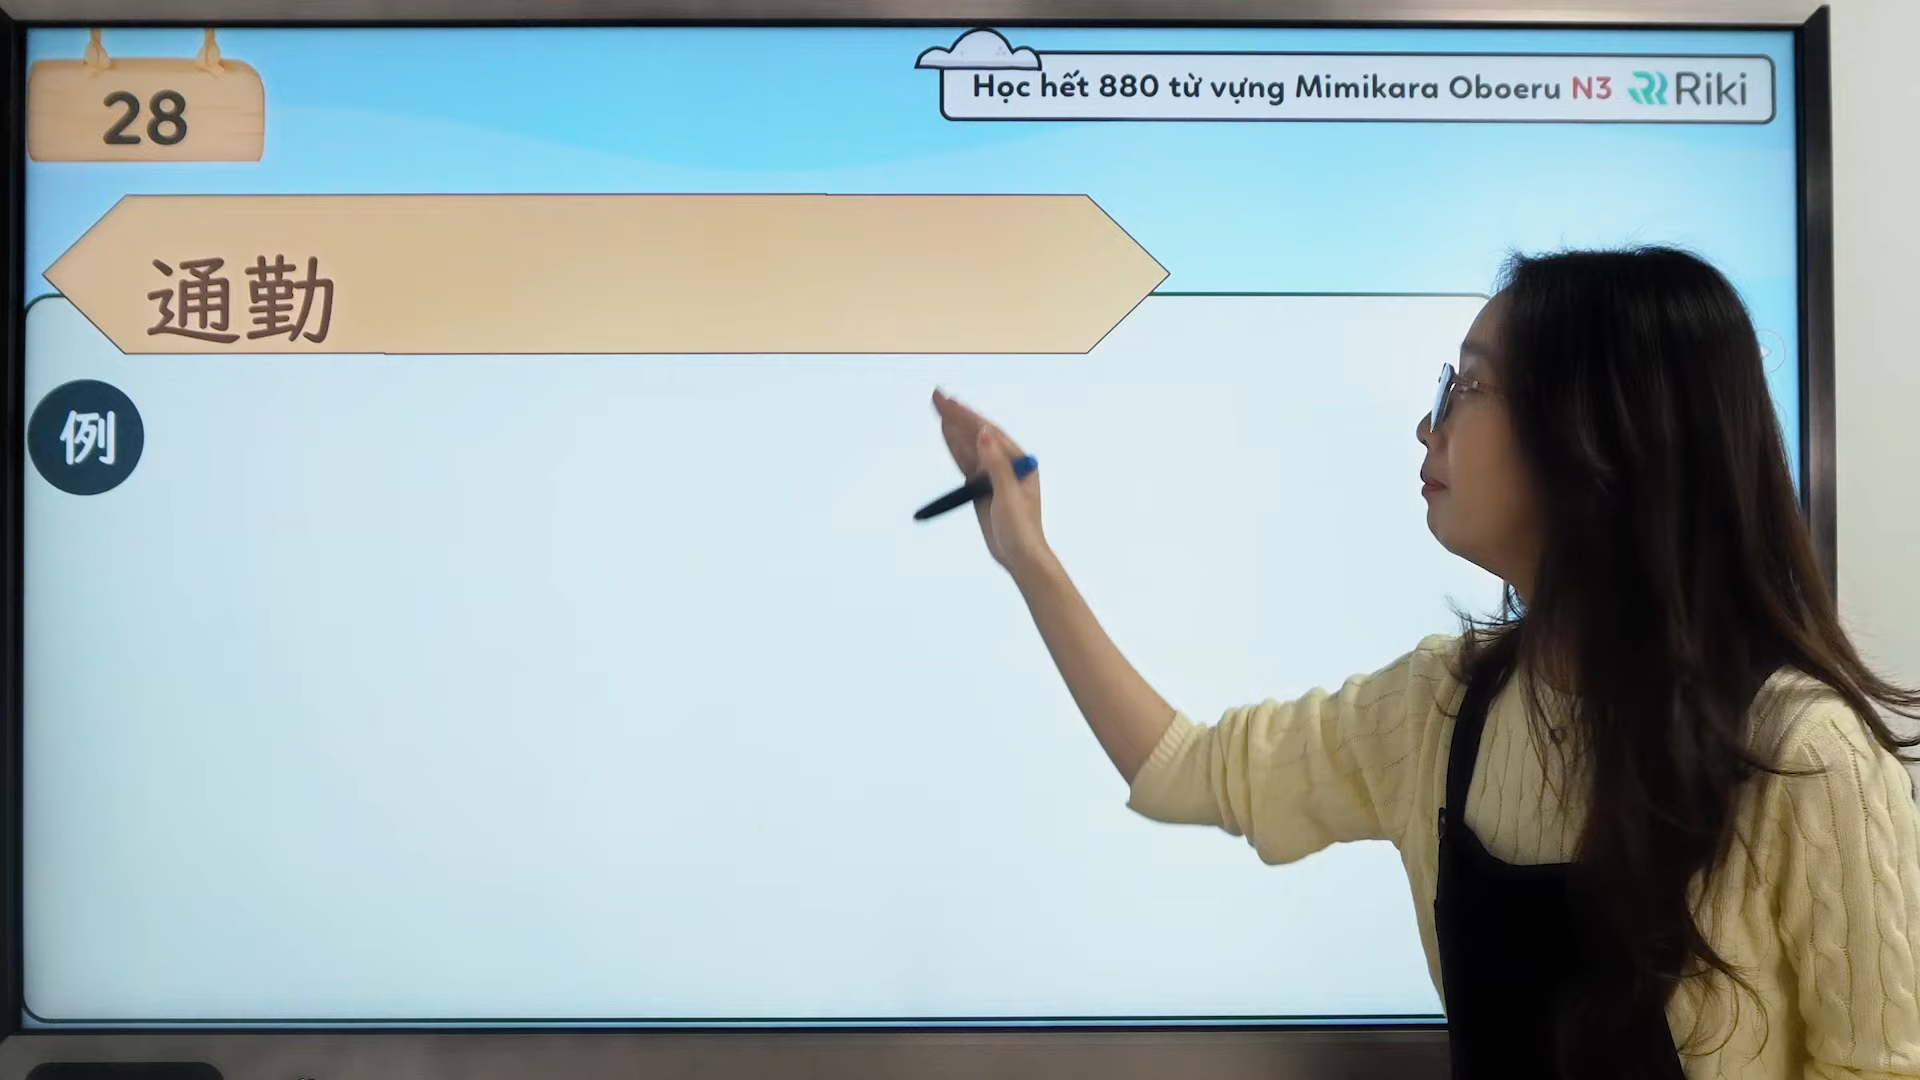 28
Học hết 880 từ vựng Mimikara Oboeru N3 Riki
通勤
例